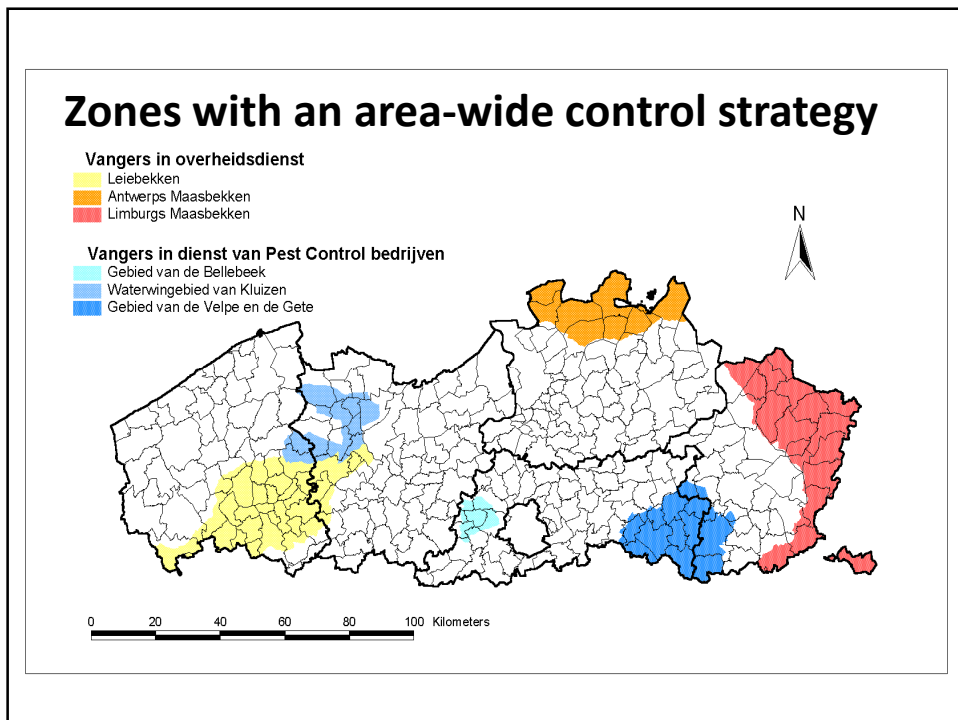 Zones with an area-wide control strategy
Vangers in overheidsdienst
Leiebekken
Antwerps Maasbekken
Limburgs Maasbekken
N
Vangers in dienst van Pest Control bedrijven
Gebied van de Bellebeek
Waterwingebied van Kluizen
Gebied van de Velpe en de Gete
0 20 40 60 80 100 Kilometers